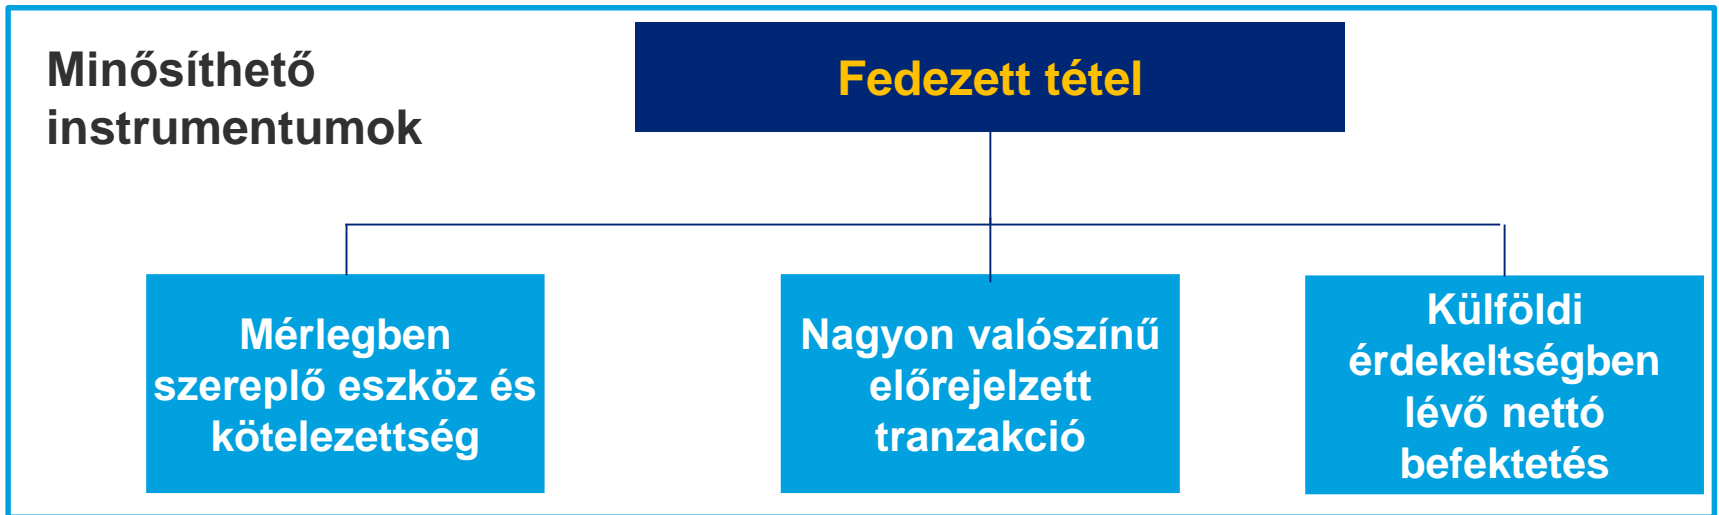 Minősíthető
instrumentumok
Fedezett tétel
Mérlegben
szereplő eszköz és
kötelezettség
Nagyon valószínű
előrejelzett
tranzakció
Külföldi
érdekeltségben
lévő nettó
befektetés